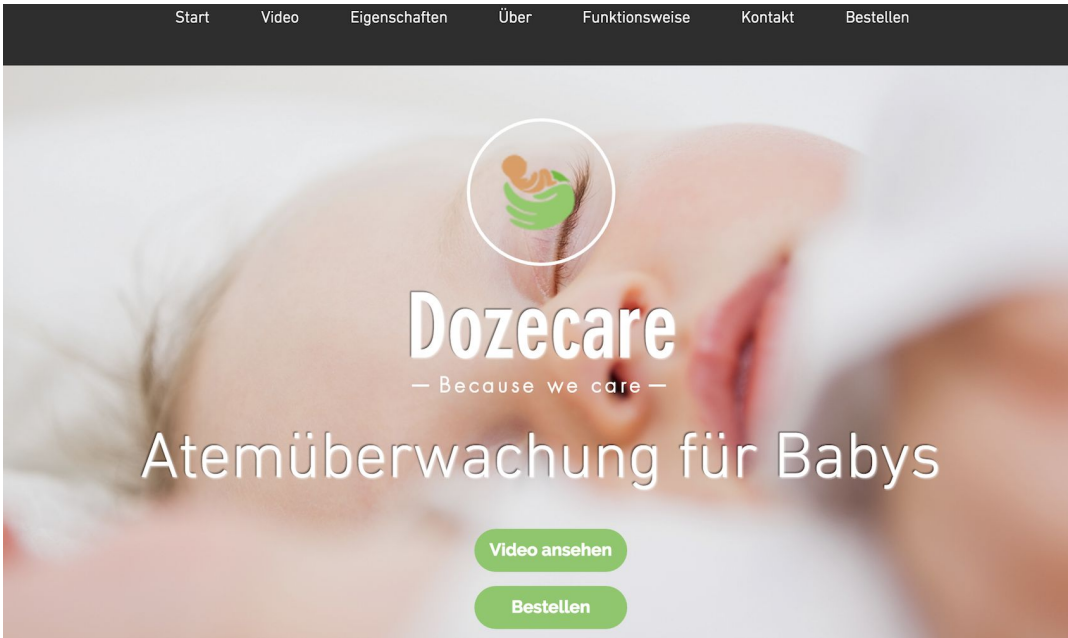 Start Video Eigenschaften Über Funktionsweise Kontakt Bestellen
Dozecare
— Because we care —
Atemüberwachung für Babys
Video ansehen
Bestellen